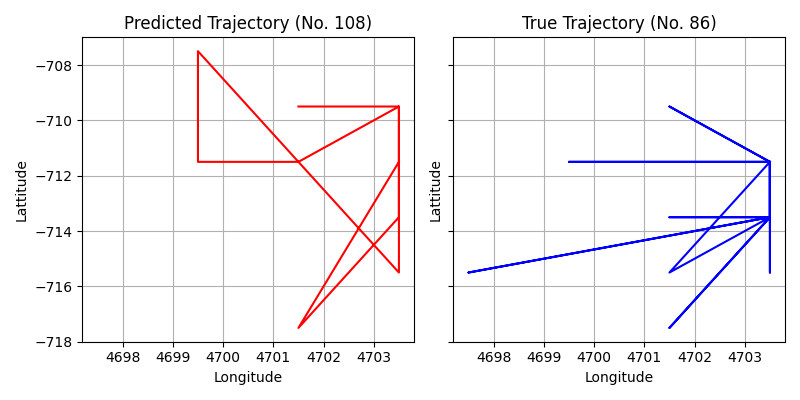 Predicted Trajectory (No. 108)
True Trajectory (No. 86)
−708
−710
−712
−714
−716
−718
Lattitude
Lattitude
4698 4699 4700 4701 4702 4703
4698 4699 4700 4701 4702 4703
Longitude
Longitude